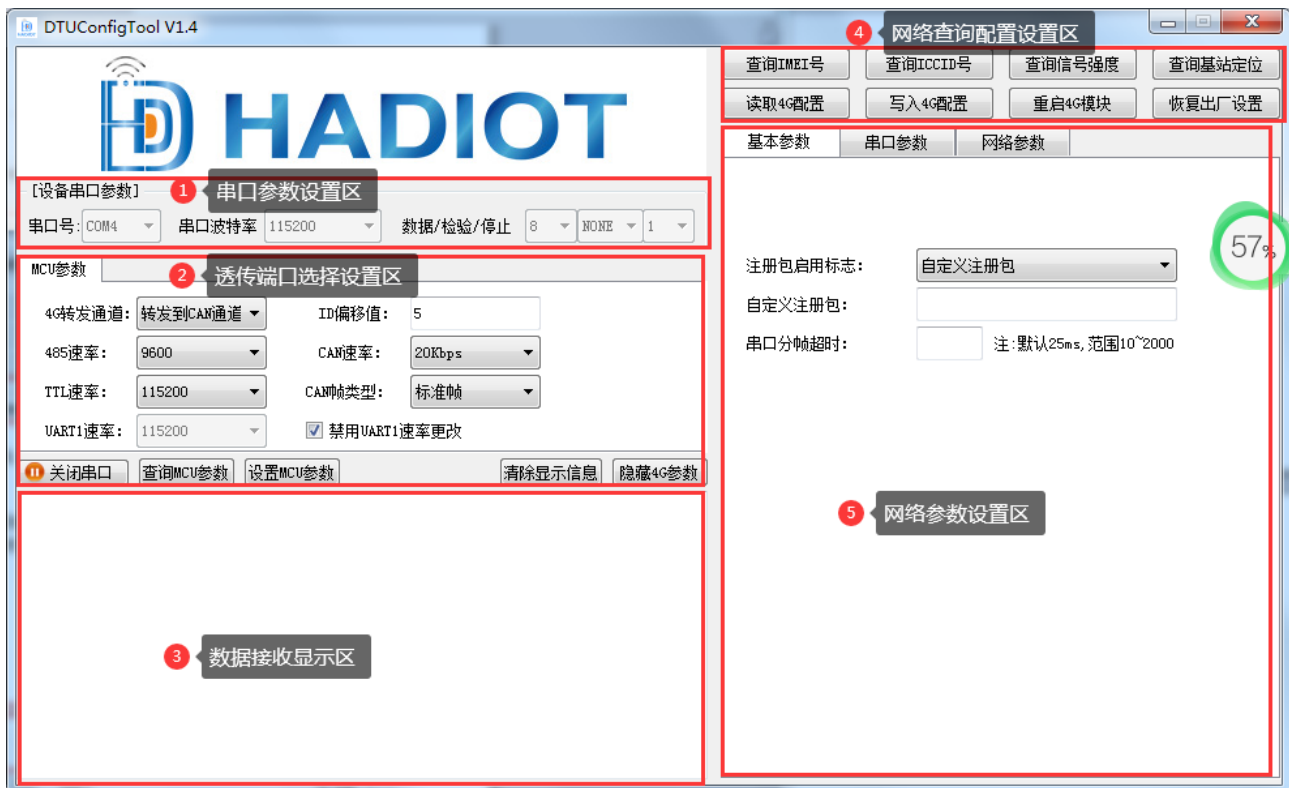 DTUConfigTool V1.4
4 网络查询配置设置区
HADIOT
查询IMEI号 查询ICCID号 查询信号强度 查询基站定位
读取4G配置 写入4G配置 重启4G模块 恢复出厂设置
[设备串口参数] 1 串口参数设置区
串口号: COM4 串口波特率 115200 数据/检验/停止 8 NONE 1
MCU参数 2 透传端口选择设置区
4G转发通道: 转发到CAN通道 ID偏移值: 5
485速率: 9600 CAN速率: 20Kbps
TTL速率: 115200 CAN帧类型: 标准帧
UART1速率: 115200 禁用UART1速率更改
关闭串口 查询MCU参数 设置MCU参数 清除显示信息 隐藏4G参数
3 数据接收显示区
基本参数 串口参数 网络参数
57%
注册包启用标志: 自定义注册包
自定义注册包:
串口分帧超时: 注:默认25ms,范围10~2000
5 网络参数设置区